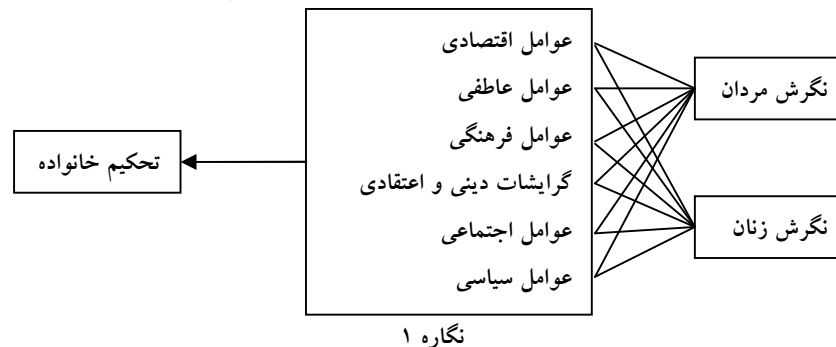 نگرش مردان
نگرش زنان
عوامل اقتصادی
عوامل عاطفی
عوامل فرهنگی
گرایشات دینی و اعتقادی
عوامل اجتماعی
عوامل سیاسی
تحکیم خانواده
نگاره ۱